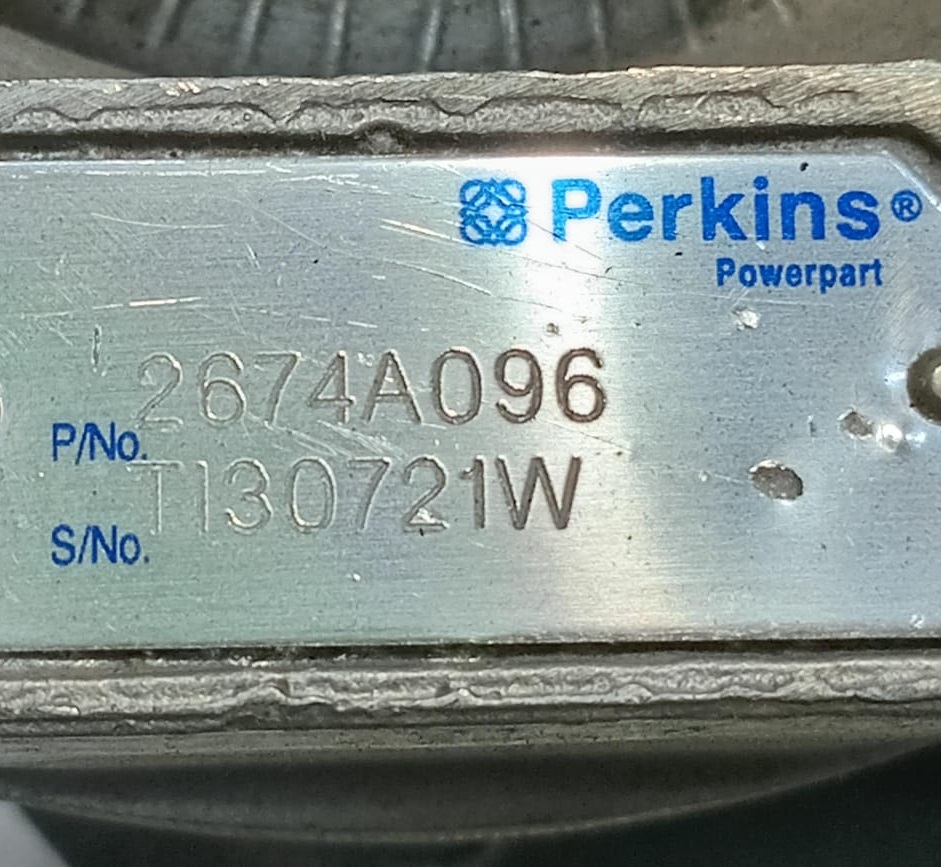 Perkins®
Powerpart
2674A096
P/No.
T130721W
S/No.